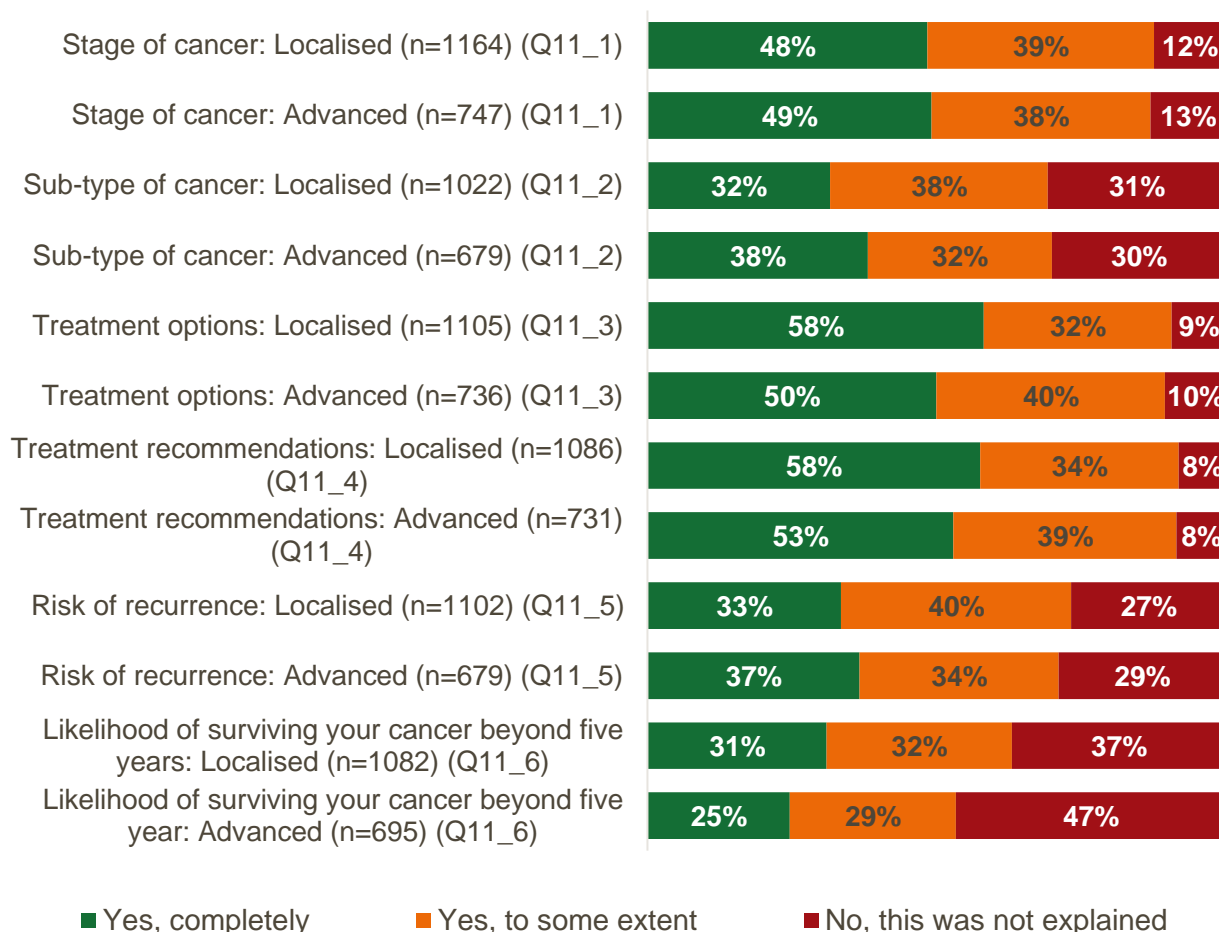 Stage of cancer: Localised (n=1164) (Q11_1) 48% 39% 12%
Stage of cancer: Advanced (n=747) (Q11_1) 49% 38% 13%
Sub-type of cancer: Localised (n=1022) (Q11_2) 32% 38% 31%
Sub-type of cancer: Advanced (n=679) (Q11_2) 38% 32% 30%
Treatment options: Localised (n=1105) (Q11_3) 58% 32% 9%
Treatment options: Advanced (n=736) (Q11_3) 50% 40% 10%
Treatment recommendations: Localised (n=1086)
(Q11_4)
58% 34% 8%
Treatment recommendations: Advanced (n=731)
(Q11_4)
53% 39% 8%
Risk of recurrence: Localised (n=1102) (Q11_5) 33% 40% 27%
Risk of recurrence: Advanced (n=679) (Q11_5) 37% 34% 29%
Likelihood of surviving your cancer beyond five
years: Localised (n=1082) (Q11_6)
31% 32% 37%
Likelihood of surviving your cancer beyond five
year: Advanced (n=695) (Q11_6)
25% 29% 47%
Yes, completely Yes, to some extent No, this was not explained